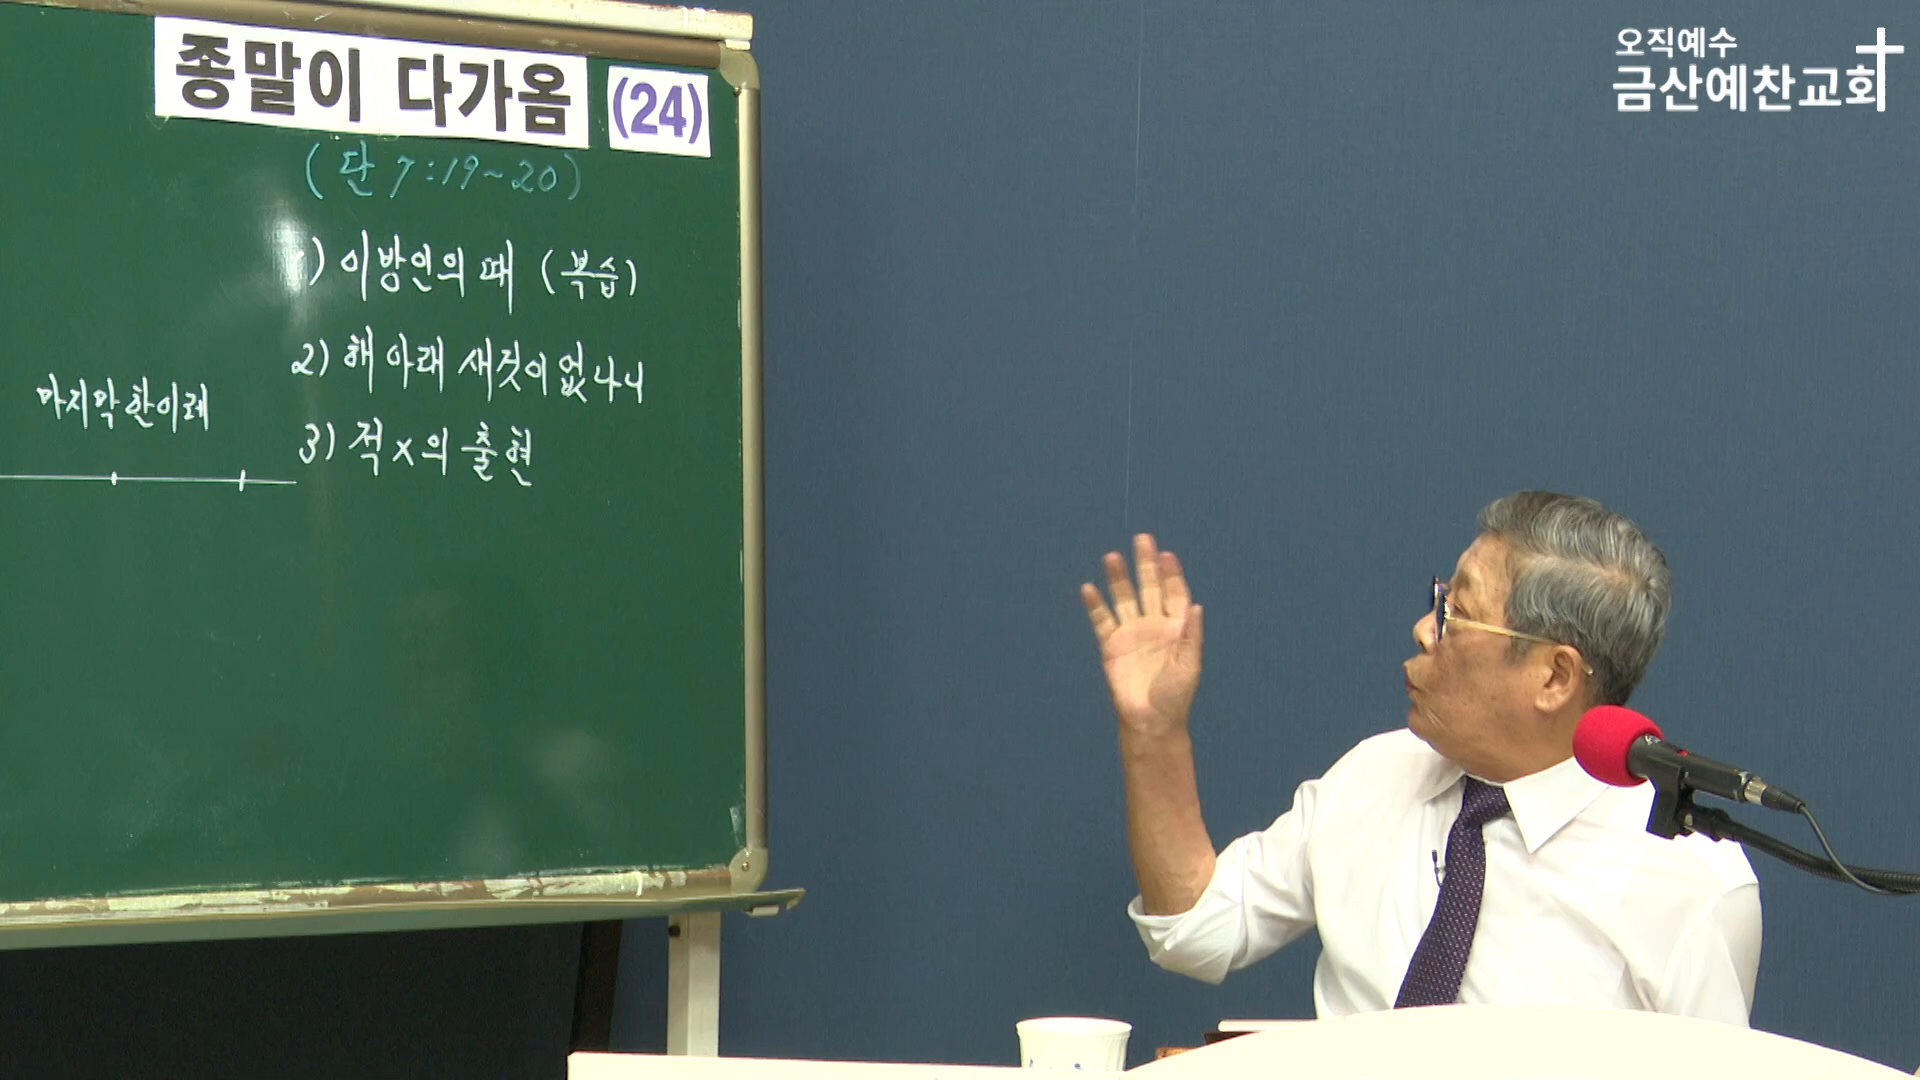 종말이 다가옴 (24)
(단 7:19~20)
1) 이방인의 때 (복습)
2) 해 아래 새것이 없나니
3) 적x의 출현
마지막 한이레
오직예수
금산예찬교회